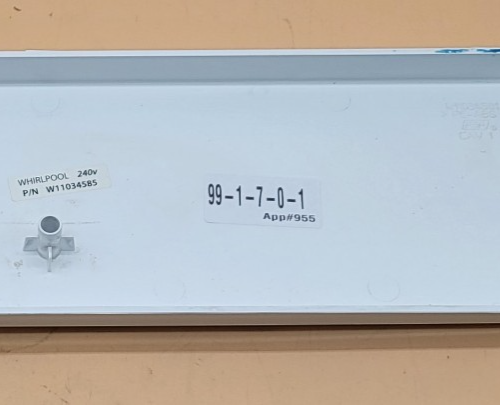 WHIRLPOOL 240v
P/N W11034585
99-1-7-0-1
App#955